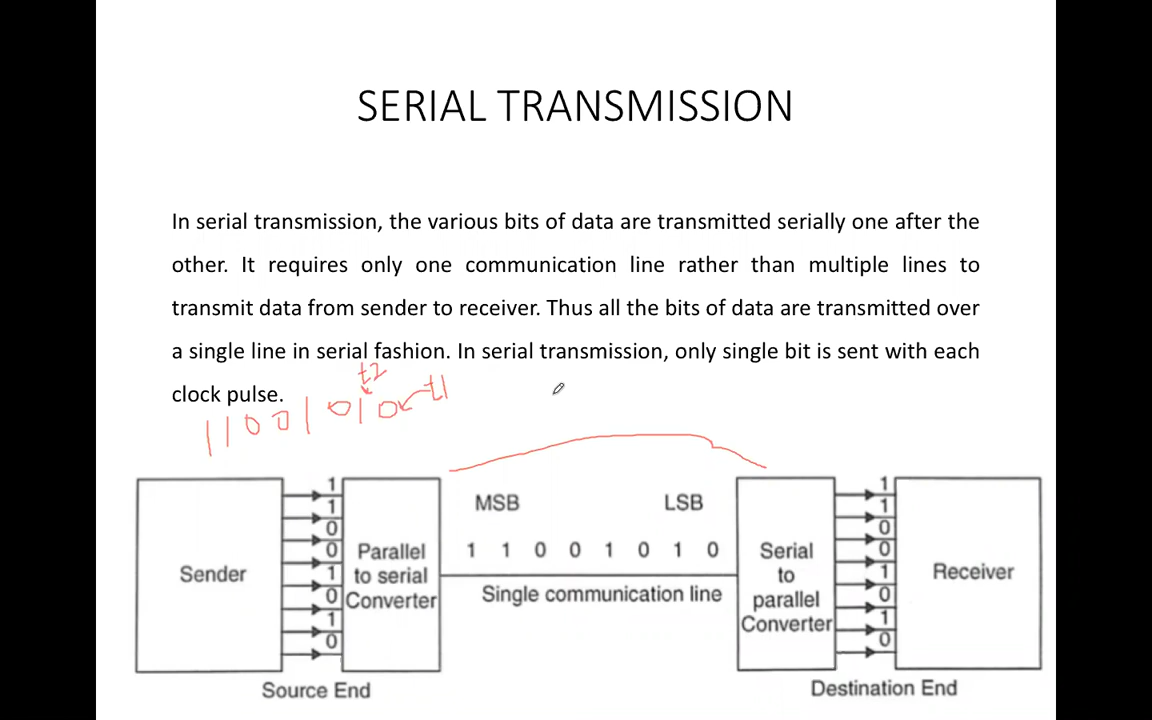 SERIAL TRANSMISSION
In serial transmission, the various bits of data are transmitted serially one after the
other. It requires only one communication line rather than multiple lines to
transmit data from sender to receiver. Thus all the bits of data are transmitted over
a single line in serial fashion. In serial transmission, only single bit is sent with each
clock pulse.
t2
t1
11001010
Sender
1
1
0
0
1
0
1
0
Parallel
to serial
Converter
MSB LSB
1 1 0 0 1 0 1 0
Single communication line
Serial
to
parallel
Converter
1
1
0
0
1
0
1
0
Receiver
Source End
Destination End